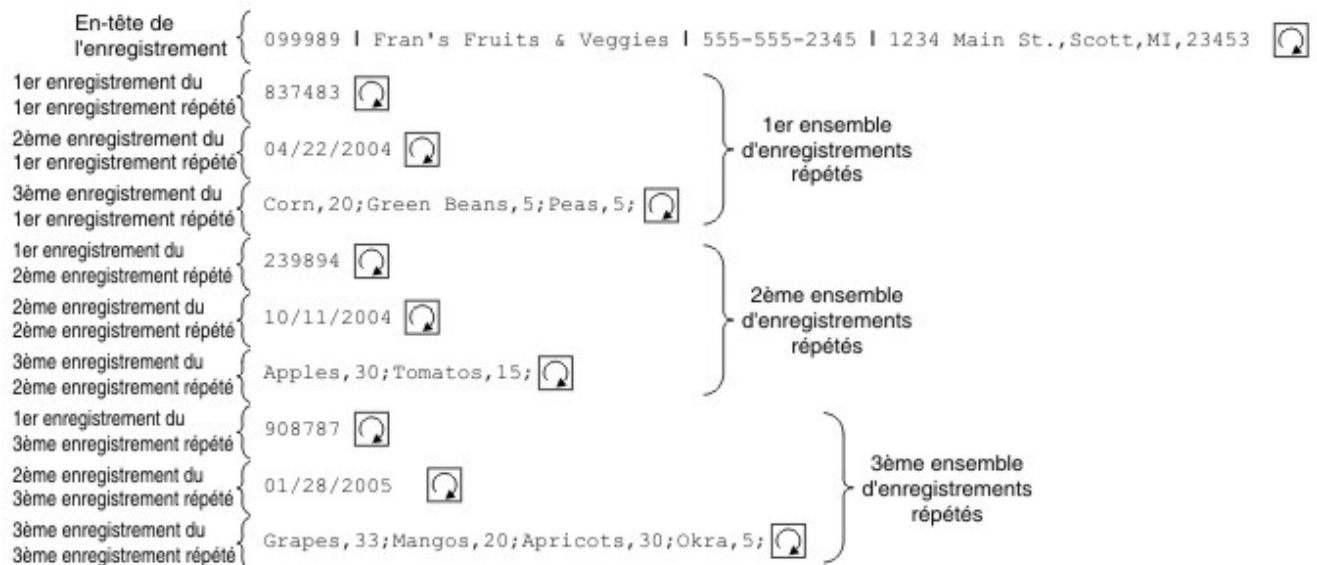 En-tête de
l'enregistrement
099989 | Fran's Fruits & Veggies | 555-555-2345 | 1234 Main St.,Scott,MI,23453
1er enregistrement du
1er enregistrement répété
837483
2ème enregistrement du
1er enregistrement répété
04/22/2004
3ème enregistrement du
1er enregistrement répété
Corn,20;Green Beans,5;Peas,5;
1er ensemble
d'enregistrements
répétés
1er enregistrement du
2ème enregistrement répété
239894
2ème enregistrement du
2ème enregistrement répété
10/11/2004
3ème enregistrement du
2ème enregistrement répété
Apples,30;Tomatos,15;
2ème ensemble
d'enregistrements
répétés
1er enregistrement du
3ème enregistrement répété
908787
2ème enregistrement du
3ème enregistrement répété
01/28/2005
3ème enregistrement du
3ème enregistrement répété
Grapes,33;Mangos,20;Apricots,30;Okra,5;
3ème ensemble
d'enregistrements
répétés